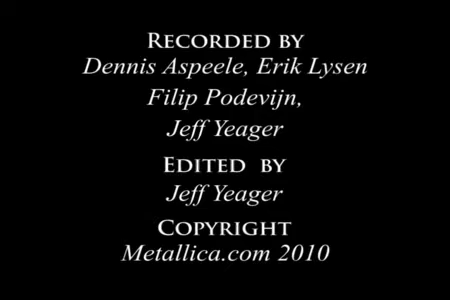 Recorded by
Dennis Aspeele, Erik Lysen
Filip Podevijn,
Jeff Yeager
Edited by
Jeff Yeager
Copyright
Metallica.com 2010